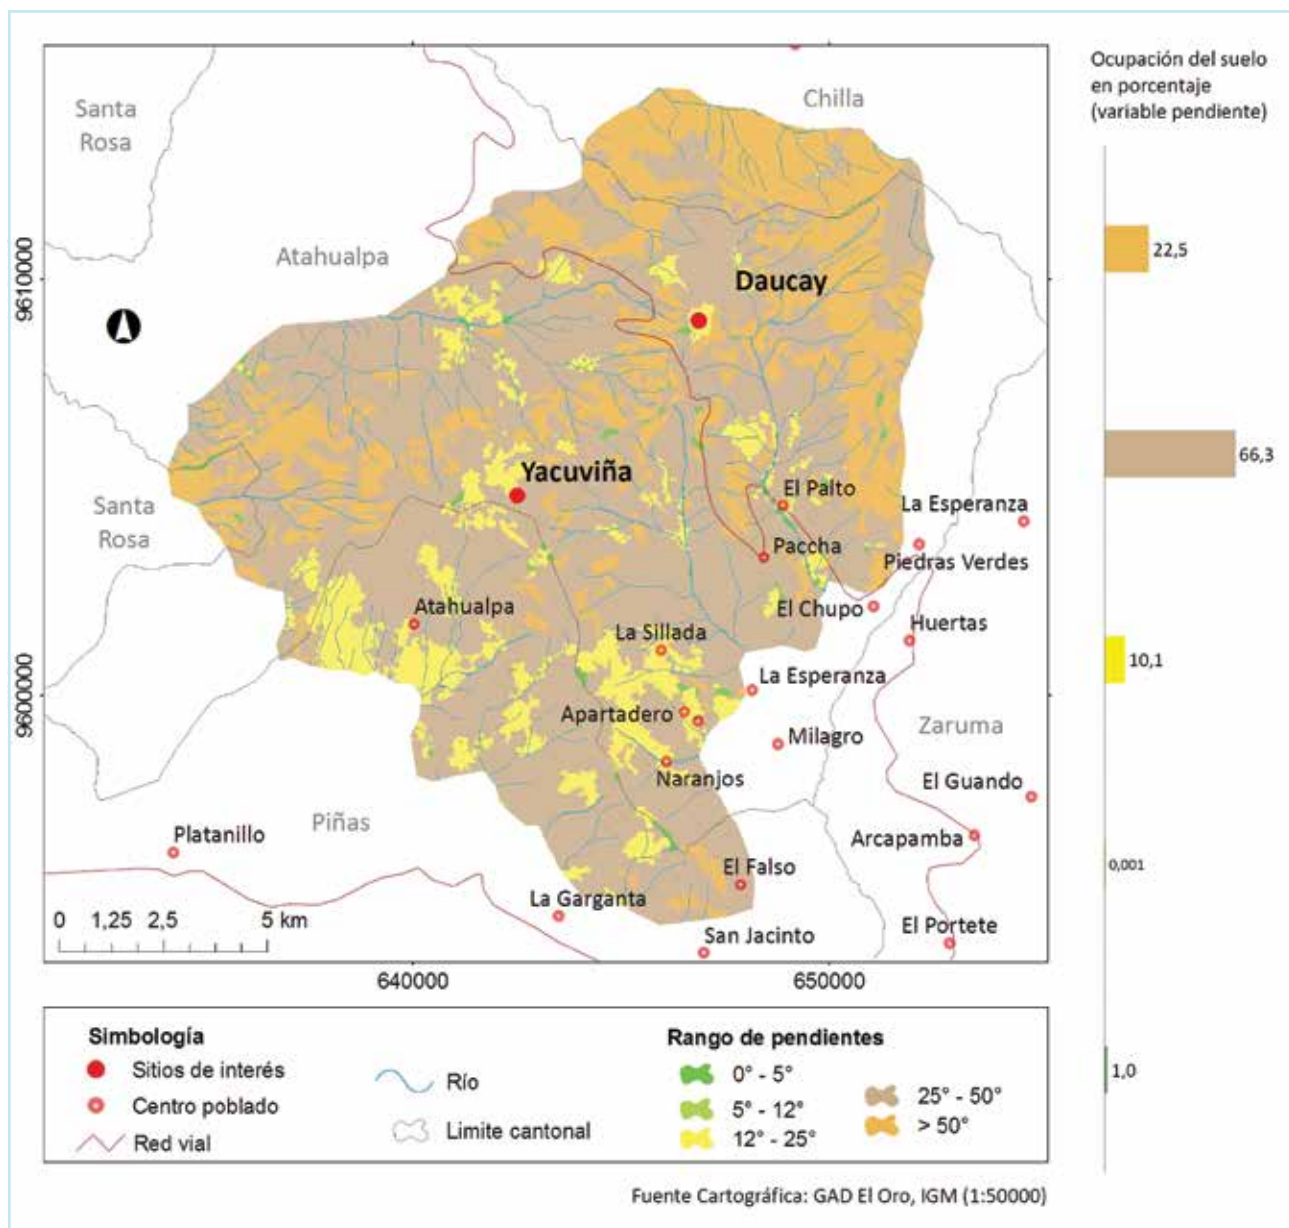 Ocupación del suelo
en porcentaje
(variable pendiente)
Santa
Rosa
Chilla
Atahualpa
9610000
22,5
Daucay
66,3
Yacuviña
El Palto
La Esperanza
Santa
Rosa
Paccha
Piedras Verdes
Atahualpa
El Chupo
Huertas
La Sillada
La Esperanza
10,1
9600000
Apartadero
Milagro
Zaruma
Naranjos
El Guando
Piñas
Platanillo
Arcapamba
0,001
El Falso
La Garganta
El Portete
0 1,25 2,5 5 km
San Jacinto
640000
650000
1,0
Simbología
Sitios de interés
Centro poblado
Red vial
Río
Limite cantonal
Rango de pendientes
0° - 5°
5° - 12°
12° - 25°
25° - 50°
> 50°
Fuente Cartográfica: GAD El Oro, IGM (1:50000)